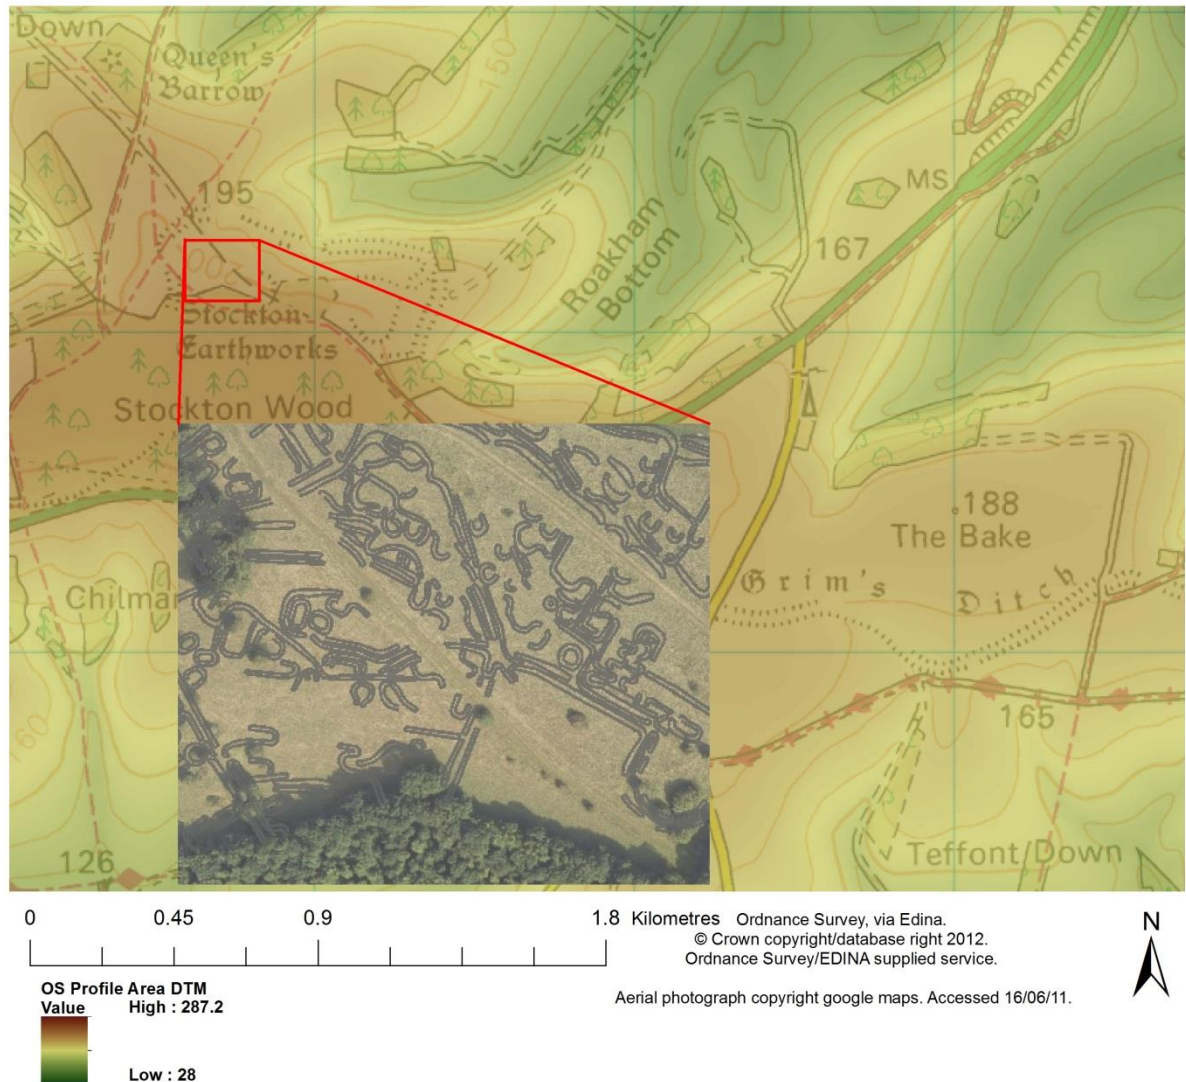 Down
Queen's
Barrow
150
195
MS
Roakham
Bottom
167
Stockton
Earthworks
Stockton Wood
188
The Bake
Grim's Ditch
Chilmar
160
165
126
Teffont Down
0 0.45 0.9 1.8 Kilometres
Ordnance Survey, via Edina.
© Crown copyright/database right 2012.
Ordnance Survey/EDINA supplied service.
N
Aerial photograph copyright google maps. Accessed 16/06/11.
OS Profile Area DTM
Value
High : 287.2
Low : 28